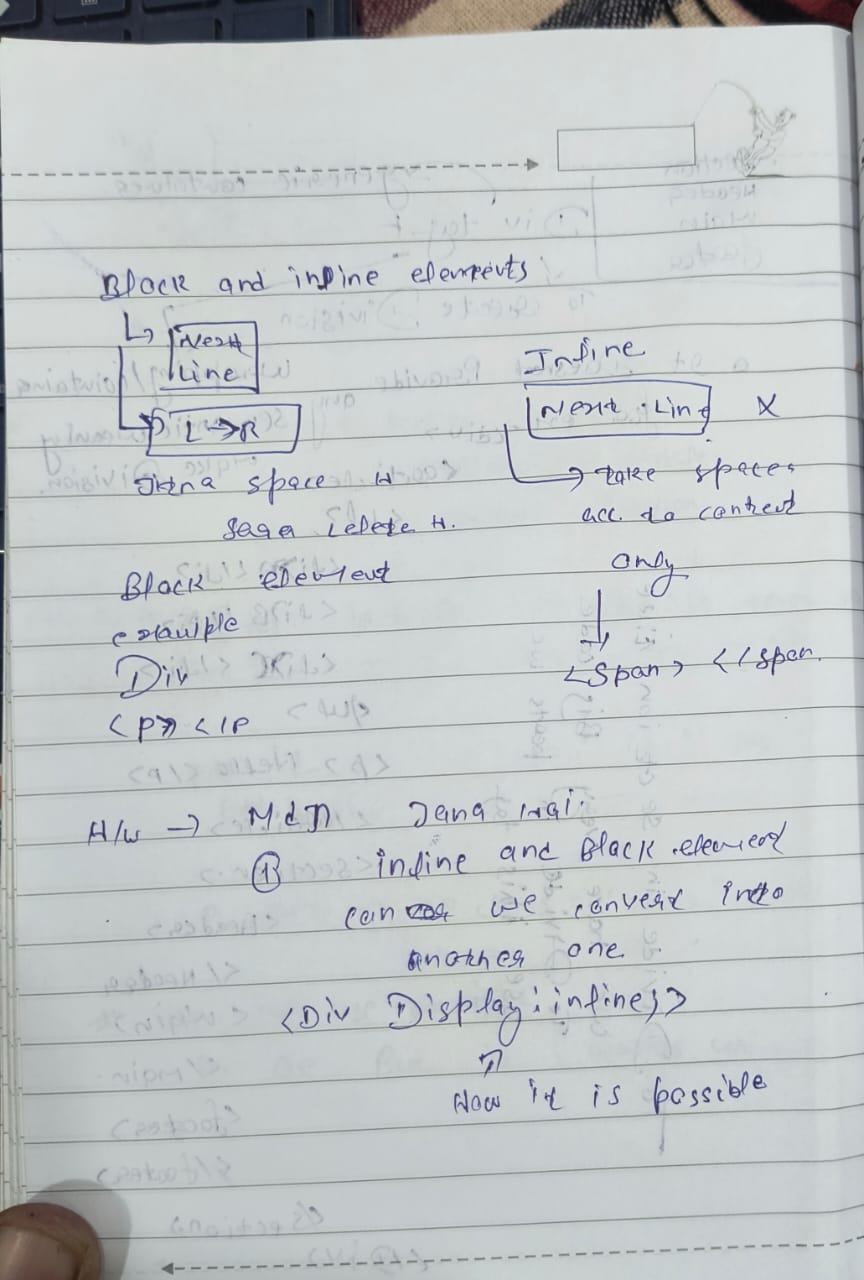 Block and inline elements
Next
Line
L→R
Jitna space H
Sara Leleta H.
Inline
Next Line X
→ take spaces
acc. to content
only
<Span> </span.
Block element
example
Div
<P> </P
H/W → MdN Jana Hai.
① inline and Block element
can we convert into
another one
<Div Display: inline;>
How it is possible